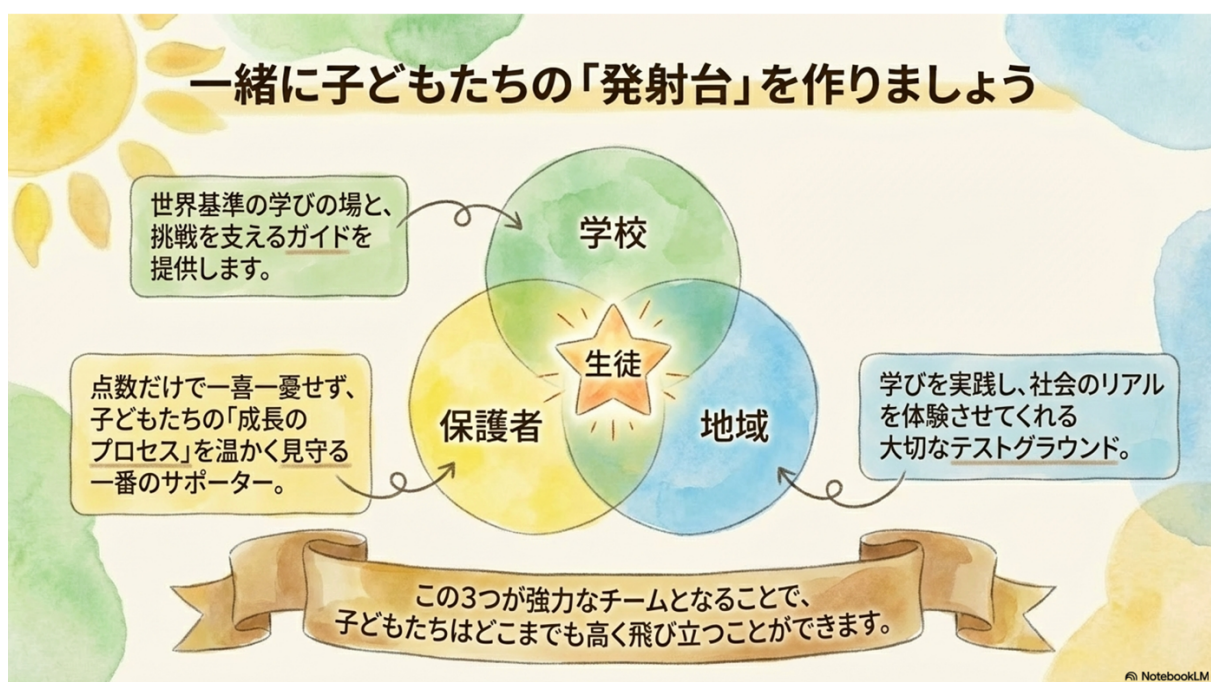 一緒に子どもたちの「発射台」を作りましょう
世界基準の学びの場と、
挑戦を支えるガイドを
提供します。
学校
点数だけで一喜一憂せず、
子どもたちの「成長の
プロセス」を温かく見守る
一番のサポーター。
生徒
保護者
地域
学びを実践し、社会のリアル
を体験させてくれる
大切なテストグラウンド。
この3つが強力なチームとなることで、
子どもたちはどこまでも高く飛び立つことができます。
NotebookLM